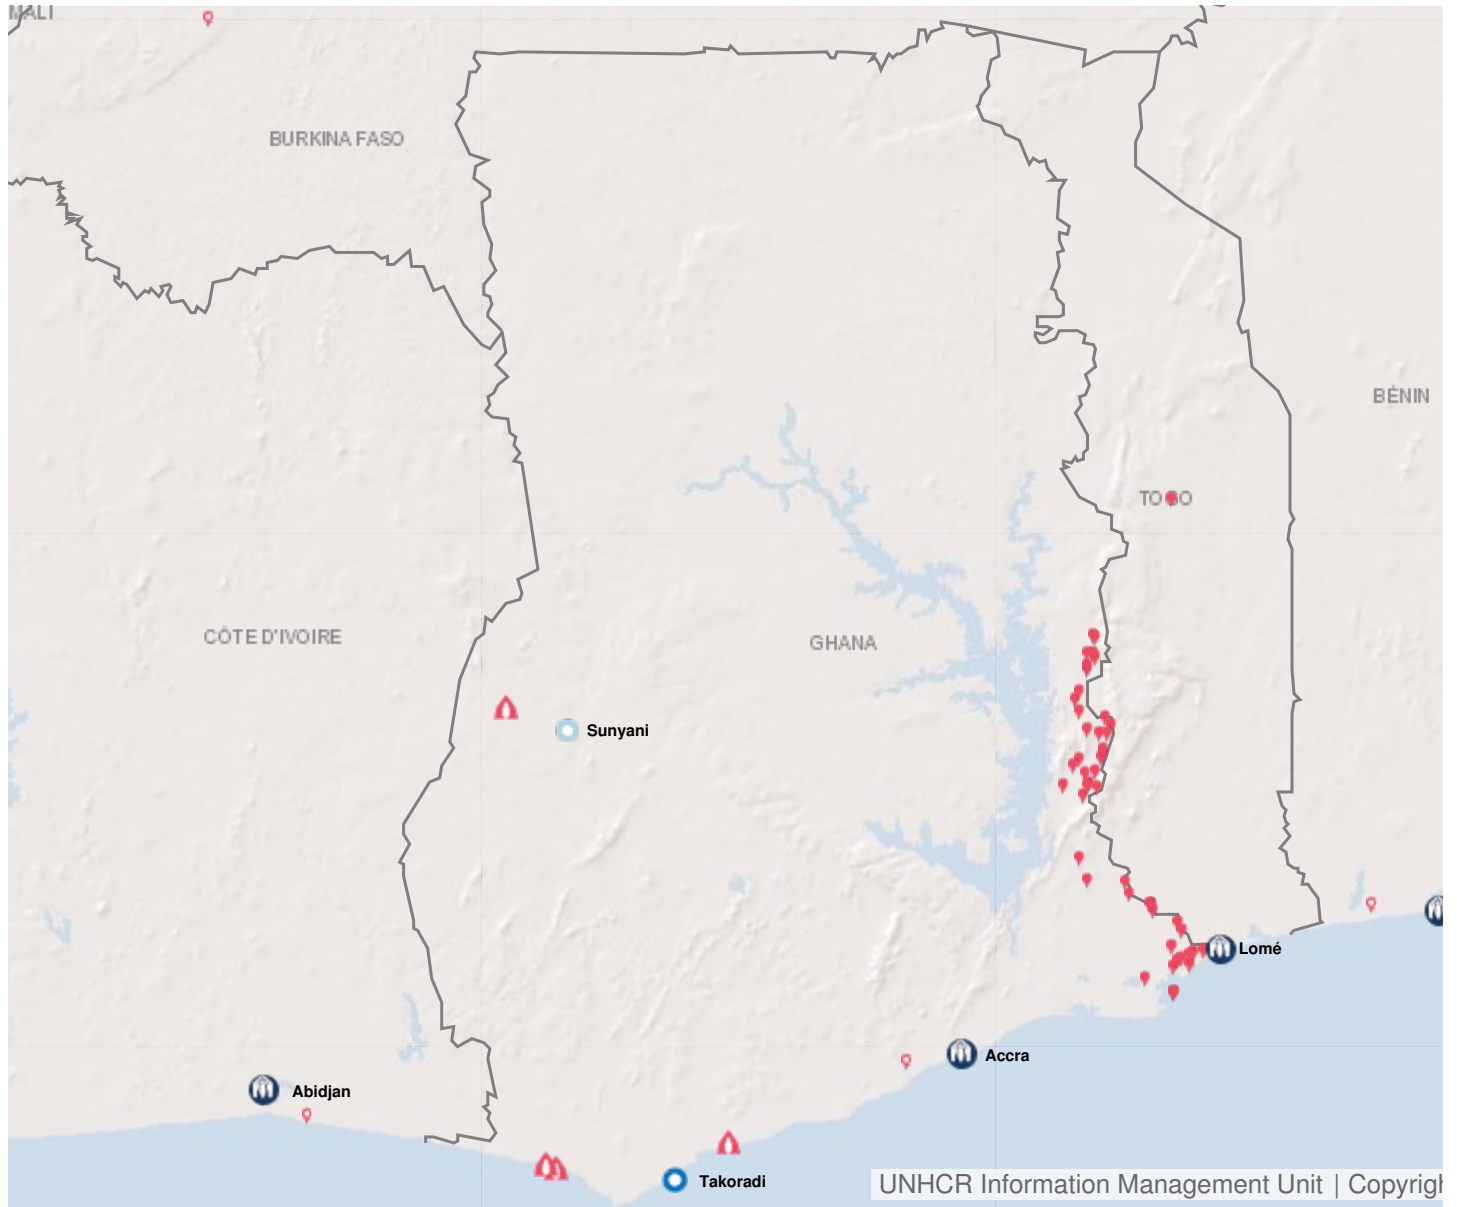 MALI
BURKINA FASO
BÉNIN
TOGO
CÔTE D'IVOIRE
GHANA
Sunyani
Lomé
Accra
Abidjan
Takoradi
UNHCR Information Management Unit | Copyrigh